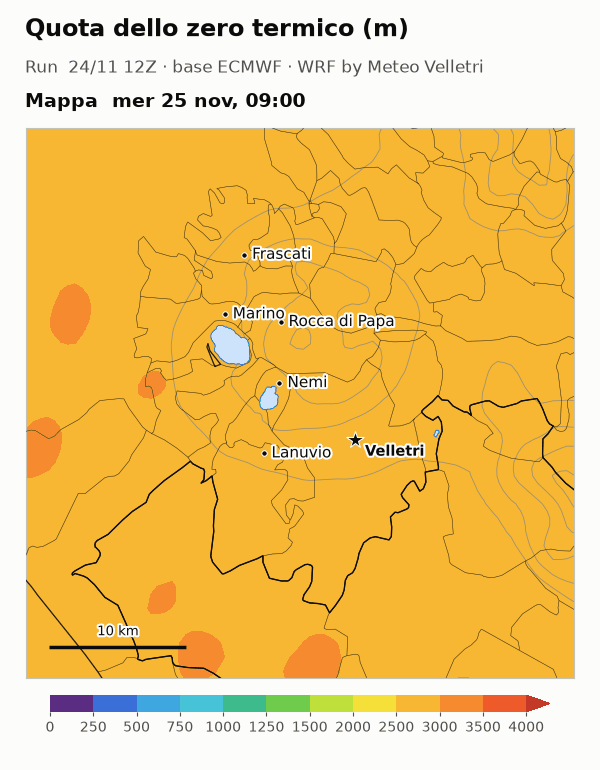 Quota dello zero termico (m)
Run 24/11 12Z · base ECMWF · WRF by Meteo Velletri
Mappa mer 25 nov, 09:00
Frascati
Marino
Rocca di Papa
Nemi
Velletri
Lanuvio
10 km
0 250 500 750 1000 1250 1500 2000 2500 3000 3500 4000